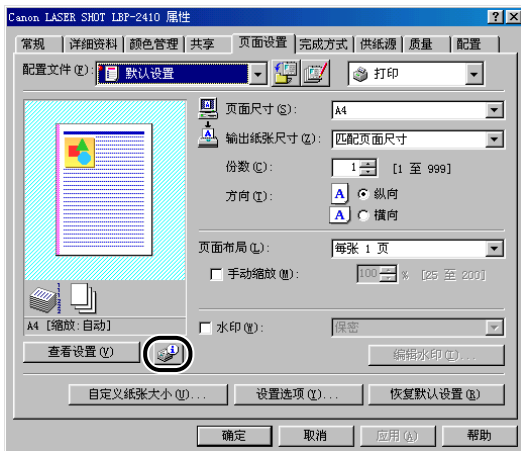 Canon LASER SHOT LBP-2410 属性
常规 详细资料 颜色管理 共享 页面设置 完成方式 供纸源 质量 配置
配置文件(F): 默认设置 打印
页面尺寸(S): A4
输出纸张尺寸(Z): 匹配页面尺寸
份数(C): 1 [1 至 999]
方向(T): A 纵向
A 横向
页面布局(L): 每张 1 页
手动缩放(M): 100 % [25 至 200]
A4 [缩放:自动]
水印(W): 保密
查看设置(V) 编辑水印(I)...
自定义纸张大小(U)... 设置选项(Y)... 恢复默认设置(R)
确定 取消 应用(A) 帮助